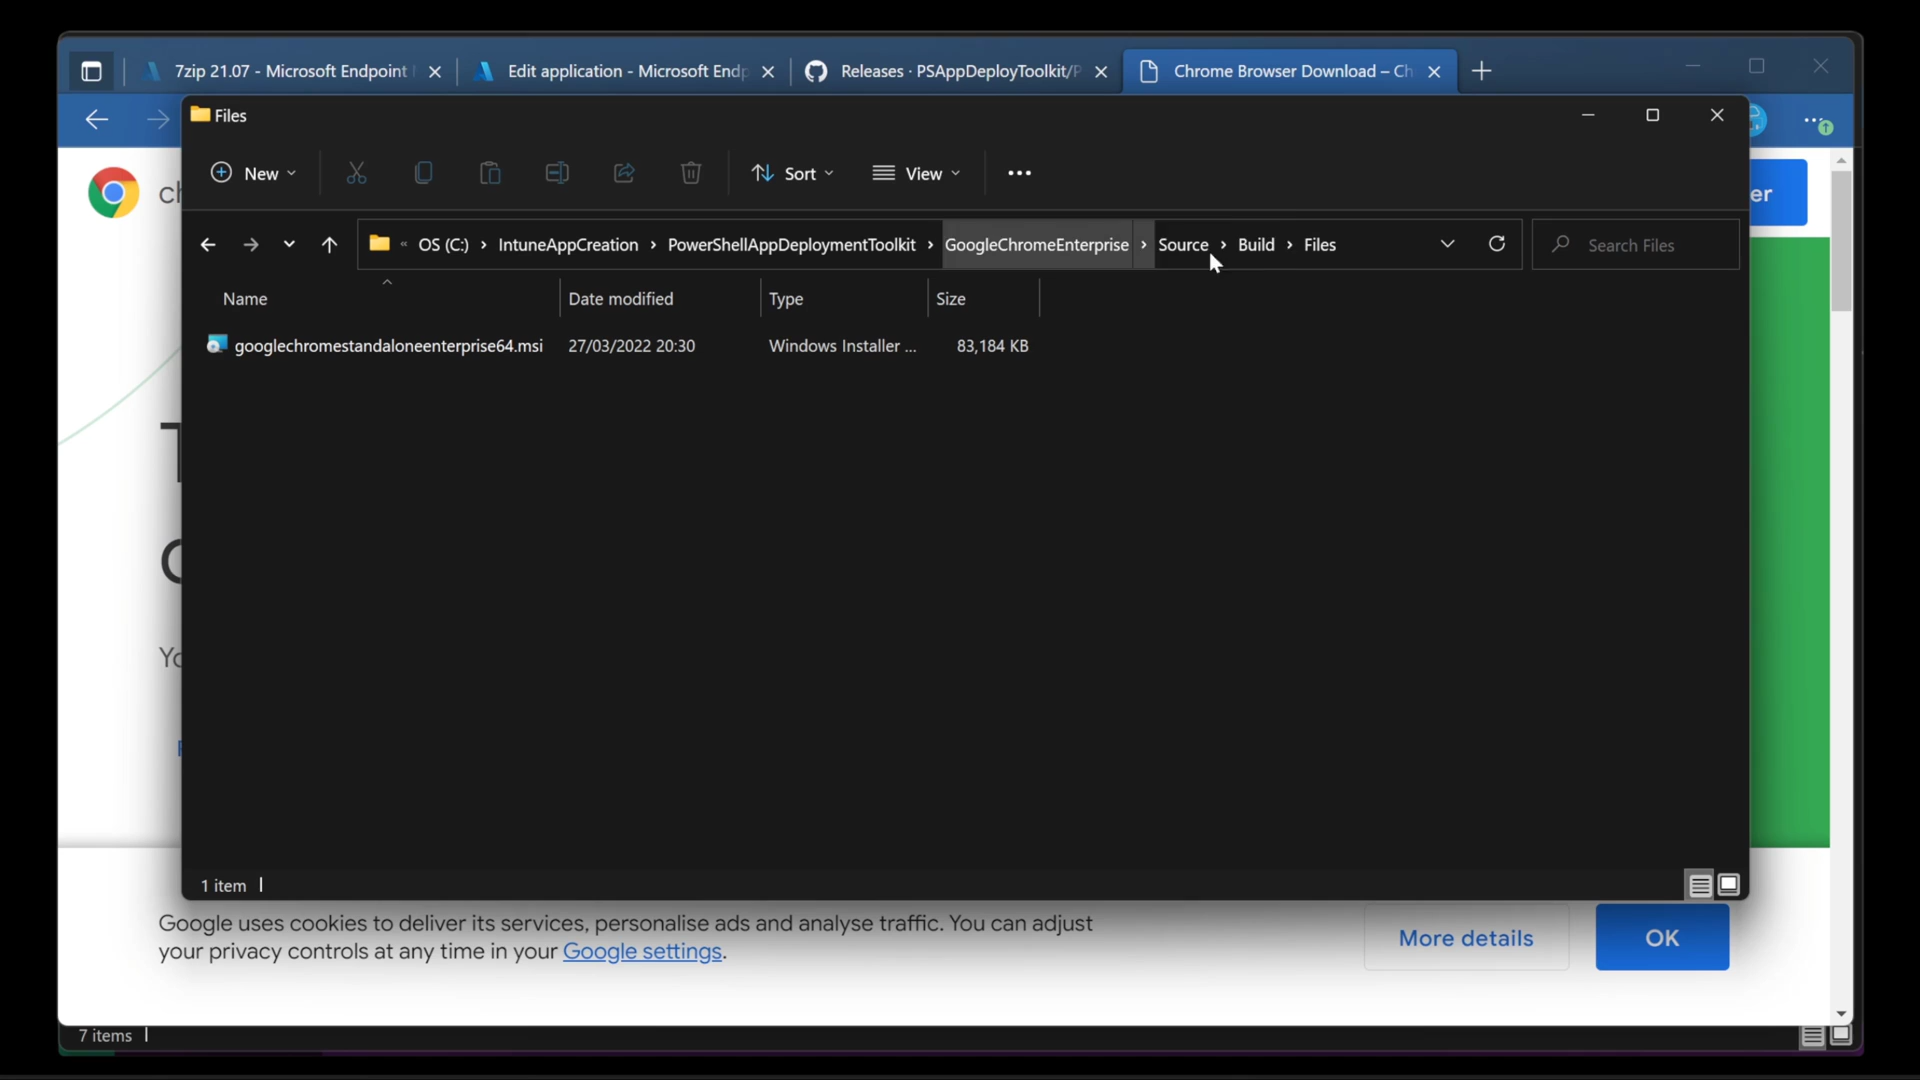 7zip 21.07 - Microsoft Endpoint
Edit application - Microsoft Endp
Releases · PSAppDeployToolkit/P
Chrome Browser Download – Ch
Files
er
New
Sort
View
« OS (C:) › IntuneAppCreation › PowerShellAppDeploymentToolkit › GoogleChromeEnterprise › Source › Build › Files
Search Files
Name
Date modified
Type
Size
googlechromestandaloneenterprise64.msi
27/03/2022 20:30
Windows Installer ...
83,184 KB
Yo
1 item
Google uses cookies to deliver its services, personalise ads and analyse traffic. You can adjust
your privacy controls at any time in your Google settings.
More details
OK
7 items